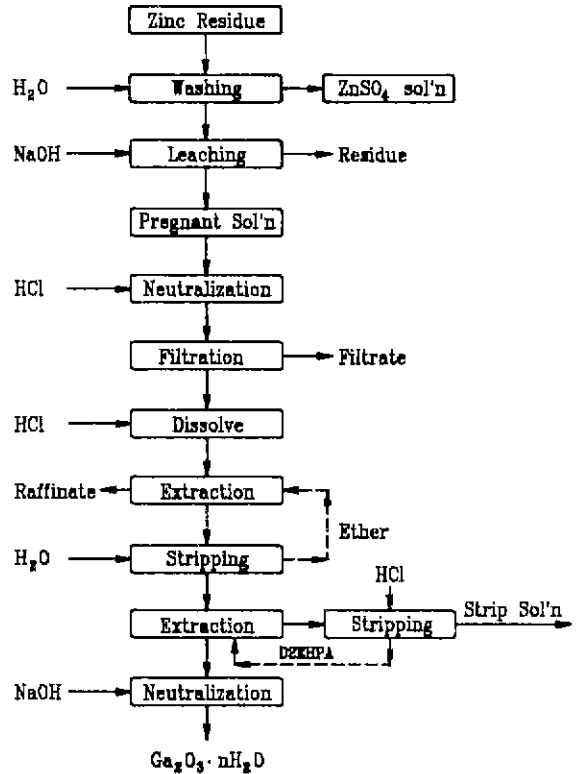 Zinc Residue
H₂O
Washing
ZnSO₄ sol'n
NaOH
Leaching
Residue
Pregnant Sol'n
HCl
Neutralization
Filtration
Filtrate
HCl
Dissolve
Raffinate
Extraction
Ether
H₂O
Stripping
HCl
Extraction
Stripping
Strip Sol'n
D2EHPA
NaOH
Neutralization
Ga₂O₃·nH₂O